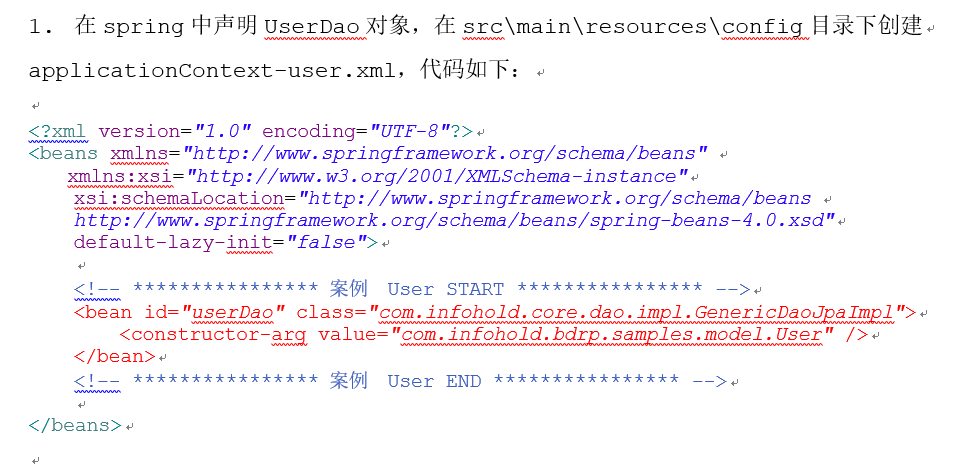 1. 在 spring 中声明 UserDao 对象，在 src\main\resources\config 目录下创建
applicationContext-user.xml，代码如下：
<?xml version="1.0" encoding="UTF-8"?>
<beans xmlns="http://www.springframework.org/schema/beans"
xmlns:xsi="http://www.w3.org/2001/XMLSchema-instance"
xsi:schemaLocation="http://www.springframework.org/schema/beans
http://www.springframework.org/schema/beans/spring-beans-4.0.xsd"
default-lazy-init="false">
<!-- **************** 案例 User START **************** -->
<bean id="userDao" class="com.infohold.core.dao.impl.GenericDaoJpaImpl">
<constructor-arg value="com.infohold.bdrp.samples.model.User" />
</bean>
<!-- **************** 案例 User END **************** -->
</beans>